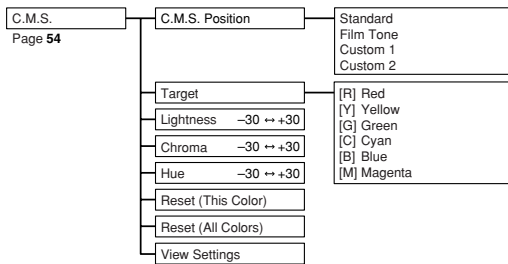 C.M.S.
Page 54
C.M.S. Position
Standard
Film Tone
Custom 1
Custom 2
Target
[R] Red
[Y] Yellow
[G] Green
[C] Cyan
[B] Blue
[M] Magenta
Lightness –30 ↔ +30
Chroma –30 ↔ +30
Hue –30 ↔ +30
Reset (This Color)
Reset (All Colors)
View Settings